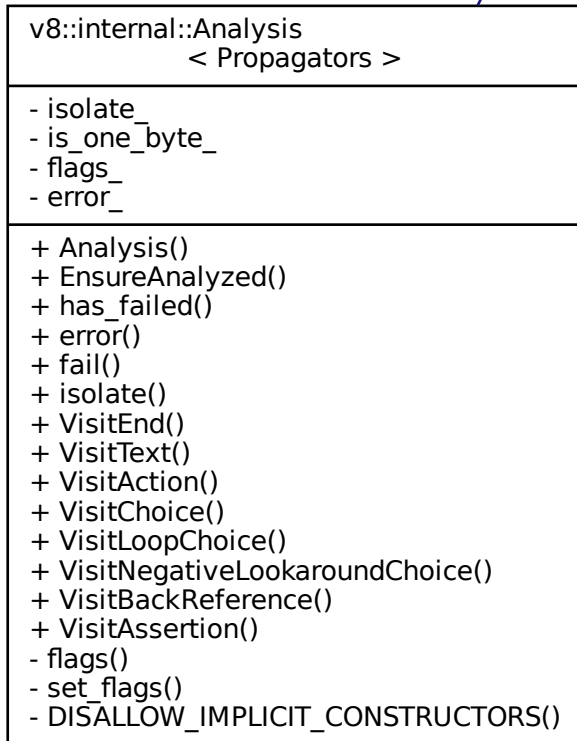 v8::internal::Analysis
< Propagators >
- isolate_
- is_one_byte_
- flags_
- error_
+ Analysis()
+ EnsureAnalyzed()
+ has_failed()
+ error()
+ fail()
+ isolate()
+ VisitEnd()
+ VisitText()
+ VisitAction()
+ VisitChoice()
+ VisitLoopChoice()
+ VisitNegativeLookaroundChoice()
+ VisitBackReference()
+ VisitAssertion()
- flags()
- set_flags()
- DISALLOW_IMPLICIT_CONSTRUCTORS()